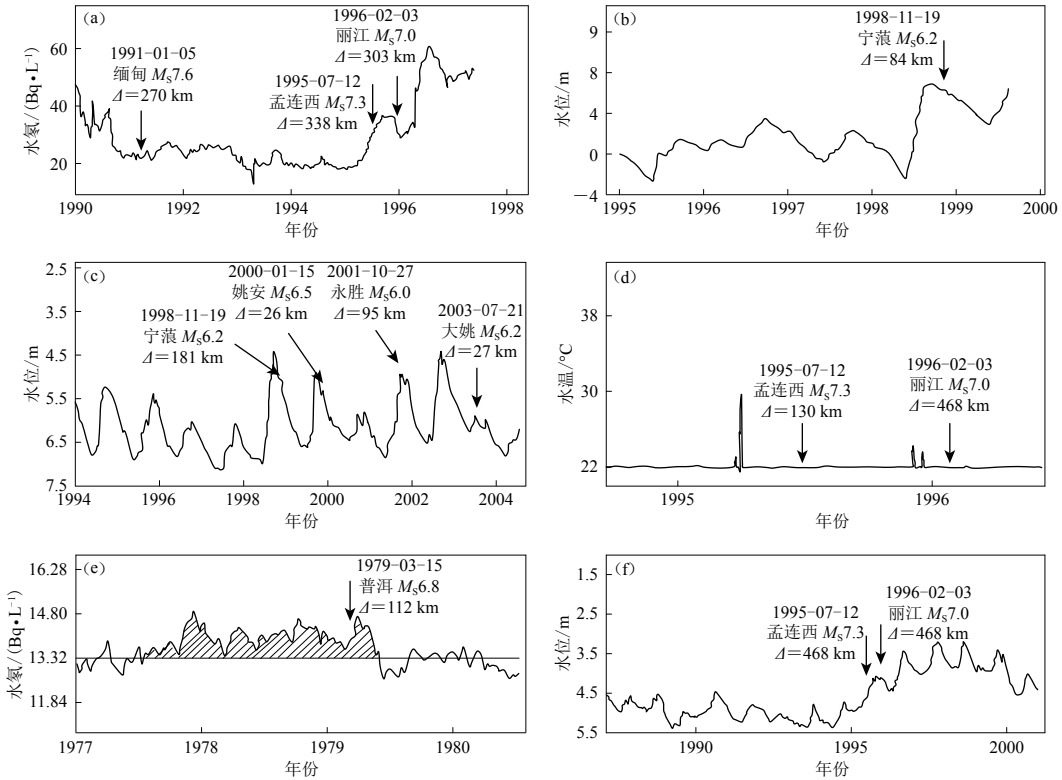 (a)
1996-02-03
丽江 MS7.0
Δ=303 km
1991-01-05
缅甸 MS7.6
Δ=270 km
1995-07-12
孟连西 MS7.3
Δ=338 km
水氡/(Bq•L⁻¹)
60
40
20
1990
1992
1994
1996
1998
年份
(b)
1998-11-19
宁蒗 MS6.2
Δ=84 km
水位/m
9
8
4
0
−4
1995
1996
1997
1998
1999
2000
年份
(c)
2000-01-15
姚安 MS6.5
Δ=26 km
2001-10-27
永胜 MS6.0
Δ=95 km
1998-11-19
宁蒗 MS6.2
Δ=181 km
2003-07-21
大姚 MS6.2
Δ=27 km
水位/m
2.5
3.5
4.5
5.5
6.5
7.5
1994
1996
1998
2000
2002
2004
年份
(d)
1995-07-12
孟连西 MS7.3
Δ=130 km
1996-02-03
丽江 MS7.0
Δ=468 km
水温/°C
38
30
22
1995
1996
年份
(e)
1979-03-15
普洱 MS6.8
Δ=112 km
水氡/(Bq•L⁻¹)
16.28
14.80
13.32
11.84
1977
1978
1979
1980
年份
(f)
1996-02-03
丽江 MS7.0
Δ=468 km
1995-07-12
孟连西 MS7.3
Δ=468 km
水位/m
1.5
2.5
3.5
4.5
5.5
1990
1995
2000
年份